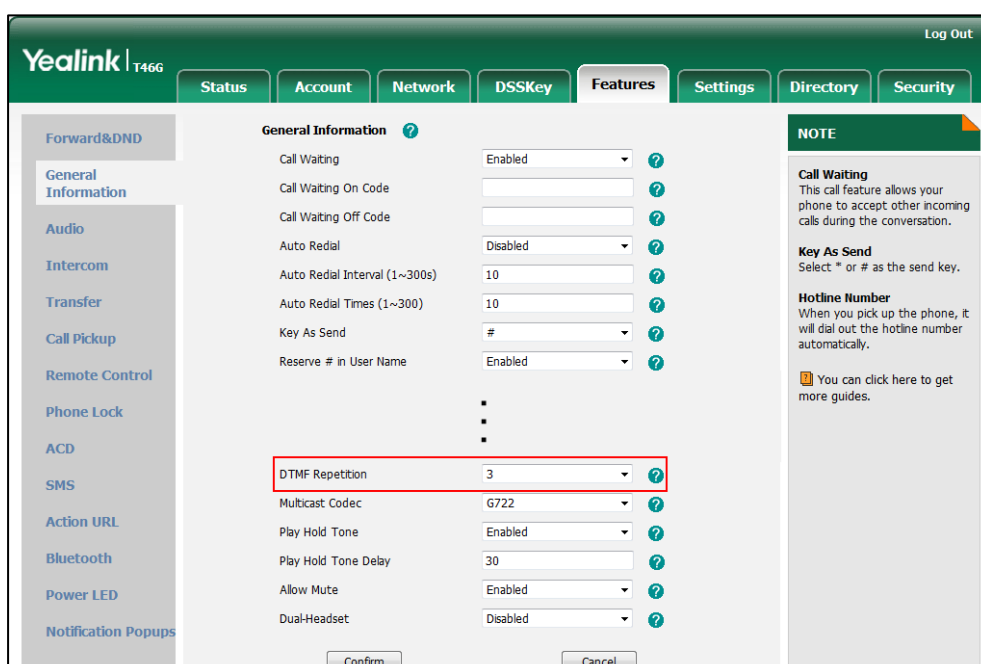 Log Out
Yealink T46G
Status Account Network DSSKey Features Settings Directory Security
Forward&DND
General
Information
Audio
Intercom
Transfer
Call Pickup
Remote Control
Phone Lock
ACD
SMS
Action URL
Bluetooth
Power LED
Notification Popups
General Information ?
Call Waiting Enabled ?
Call Waiting On Code ?
Call Waiting Off Code ?
Auto Redial Disabled ?
Auto Redial Interval (1~300s) 10 ?
Auto Redial Times (1~300) 10 ?
Key As Send # ?
Reserve # in User Name Enabled ?
DTMF Repetition 3 ?
Multicast Codec G722 ?
Play Hold Tone Enabled ?
Play Hold Tone Delay 30 ?
Allow Mute Enabled ?
Dual-Headset Disabled ?
Confirm Cancel
NOTE
Call Waiting
This call feature allows your
phone to accept other incoming
calls during the conversation.
Key As Send
Select * or # as the send key.
Hotline Number
When you pick up the phone, it
will dial out the hotline number
automatically.
? You can click here to get
more guides.